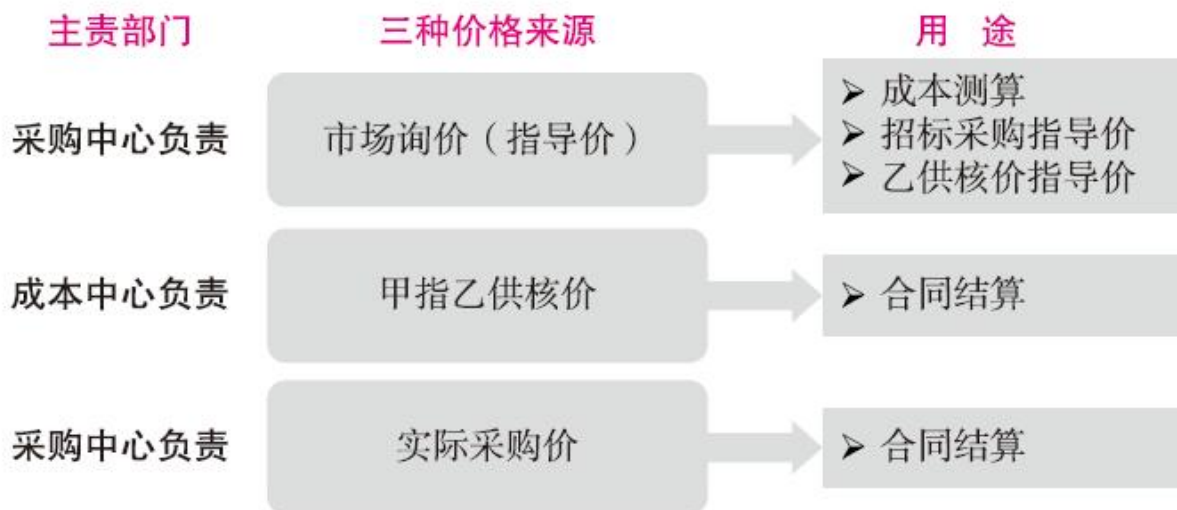 主责部门 三种价格来源 用 途
采购中心负责 市场询价（指导价）
➢ 成本测算
➢ 招标采购指导价
➢ 乙供核价指导价
成本中心负责 甲指乙供核价 ➢ 合同结算
采购中心负责 实际采购价 ➢ 合同结算